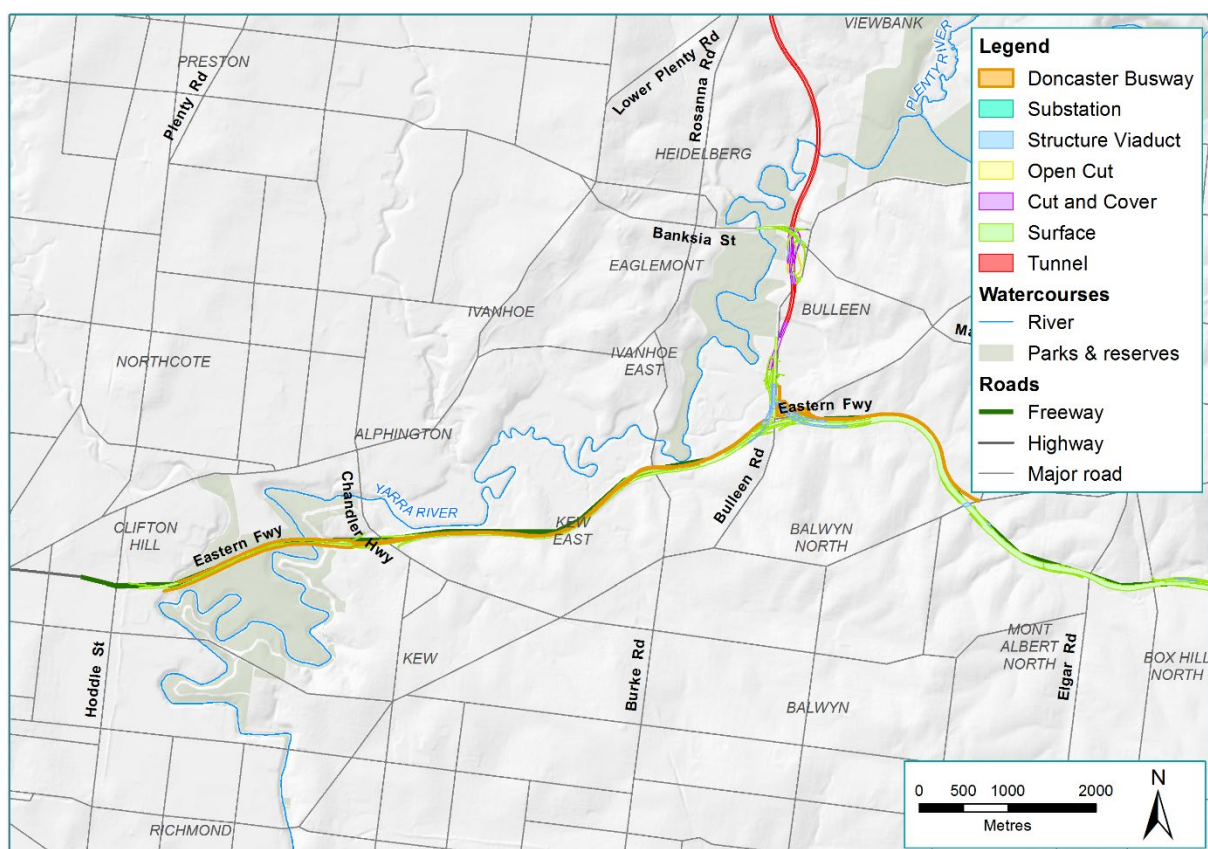 VIEWBANK
PRESTON
Plenty Rd
Lower Plenty Rd
Rosanna Rd
PLENTY RIVER
HEIDELBERG
Banksia St
EAGLEMONT
IVANHOE
BULLEEN
NORTHCOTE
IVANHOE
EAST
Ma
Eastern Fwy
ALPHINGTON
Chandler Hwy
YARRA RIVER
Bulleen Rd
CLIFTON
HILL
Eastern Fwy
KEW
EAST
BALWYN
NORTH
Hoddle St
KEW
Burke Rd
MONT
ALBERT
NORTH
Elgar Rd
BOX HILL
NORTH
BALWYN
RICHMOND
Legend
Doncaster Busway
Substation
Structure Viaduct
Open Cut
Cut and Cover
Surface
Tunnel
Watercourses
River
Parks & reserves
Roads
Freeway
Highway
Major road
0 500 1000 2000
Metres
N